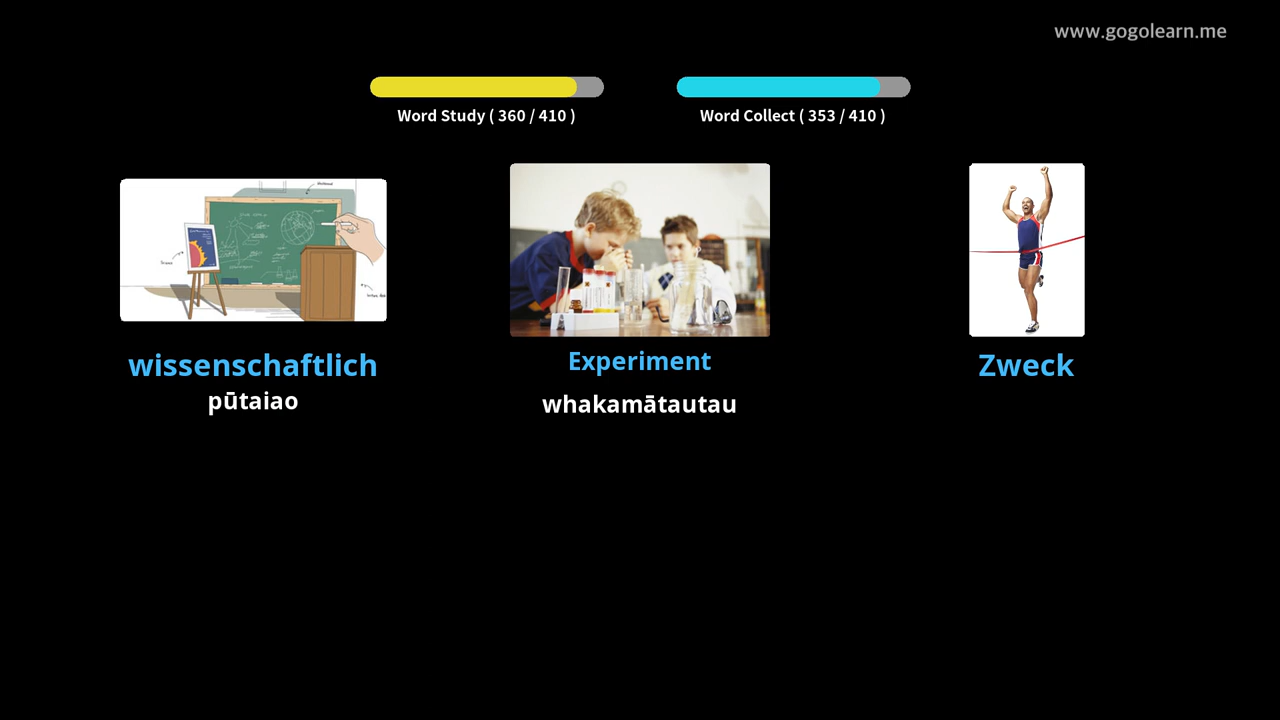 www.gogolearn.me
Word Study ( 360 / 410 )
Word Collect ( 353 / 410 )
wissenschaftlich
pūtaiao
Experiment
whakamātautau
Zweck